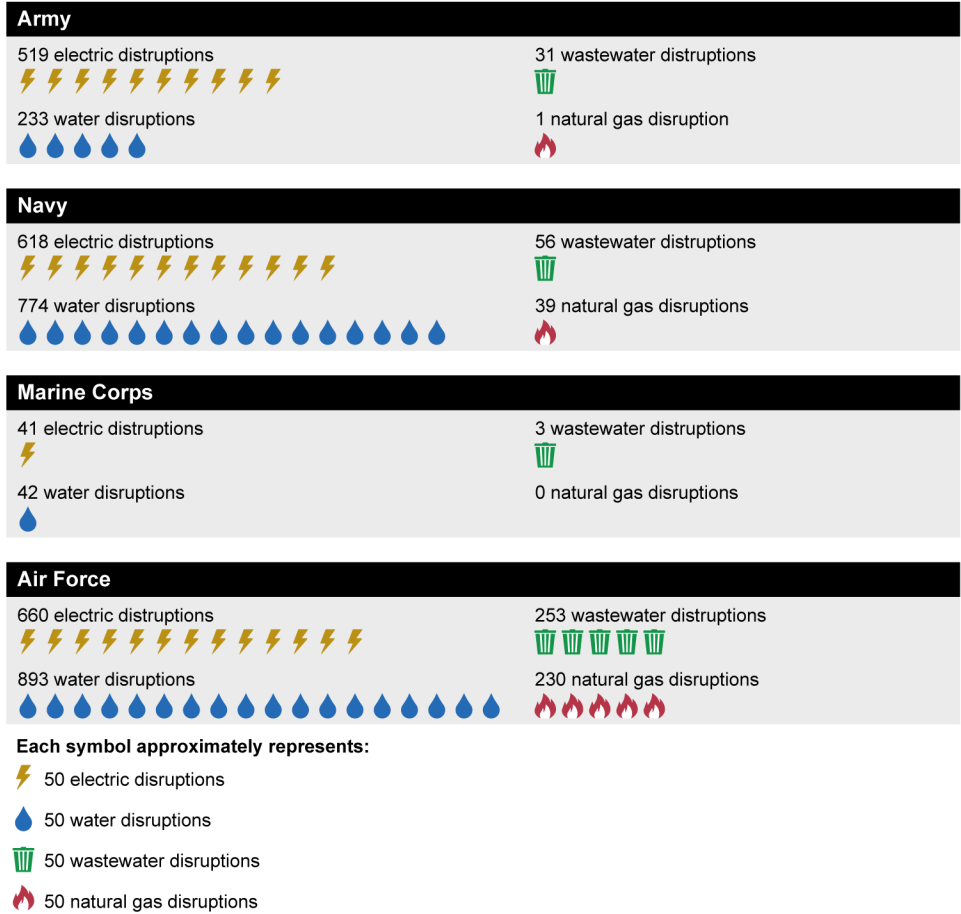 Army
519 electric distruptions
31 wastewater distruptions
233 water disruptions
1 natural gas disruption
Navy
618 electric distruptions
56 wastewater distruptions
774 water disruptions
39 natural gas disruptions
Marine Corps
41 electric distruptions
3 wastewater distruptions
42 water disruptions
0 natural gas disruptions
Air Force
660 electric distruptions
253 wastewater distruptions
893 water disruptions
230 natural gas disruptions
Each symbol approximately represents:
50 electric disruptions
50 water disruptions
50 wastewater disruptions
50 natural gas disruptions